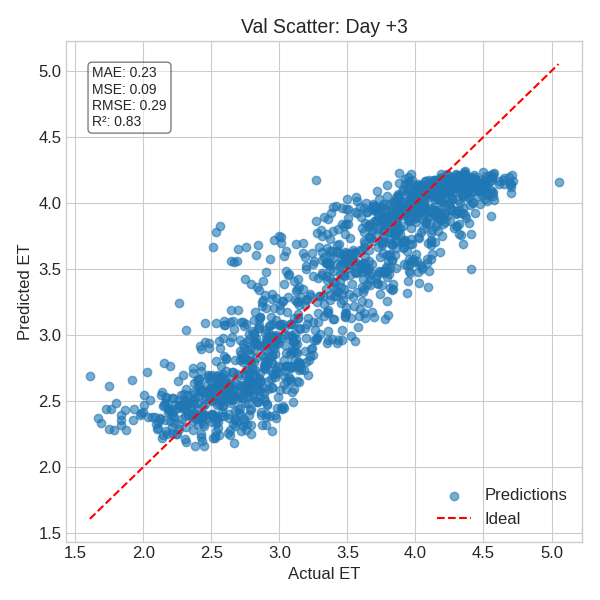 Val Scatter: Day +3
MAE: 0.23
MSE: 0.09
RMSE: 0.29
R²: 0.83
5.0
4.5
4.0
3.5
3.0
2.5
2.0
1.5
Predicted ET
Predictions
Ideal
1.5 2.0 2.5 3.0 3.5 4.0 4.5 5.0
Actual ET